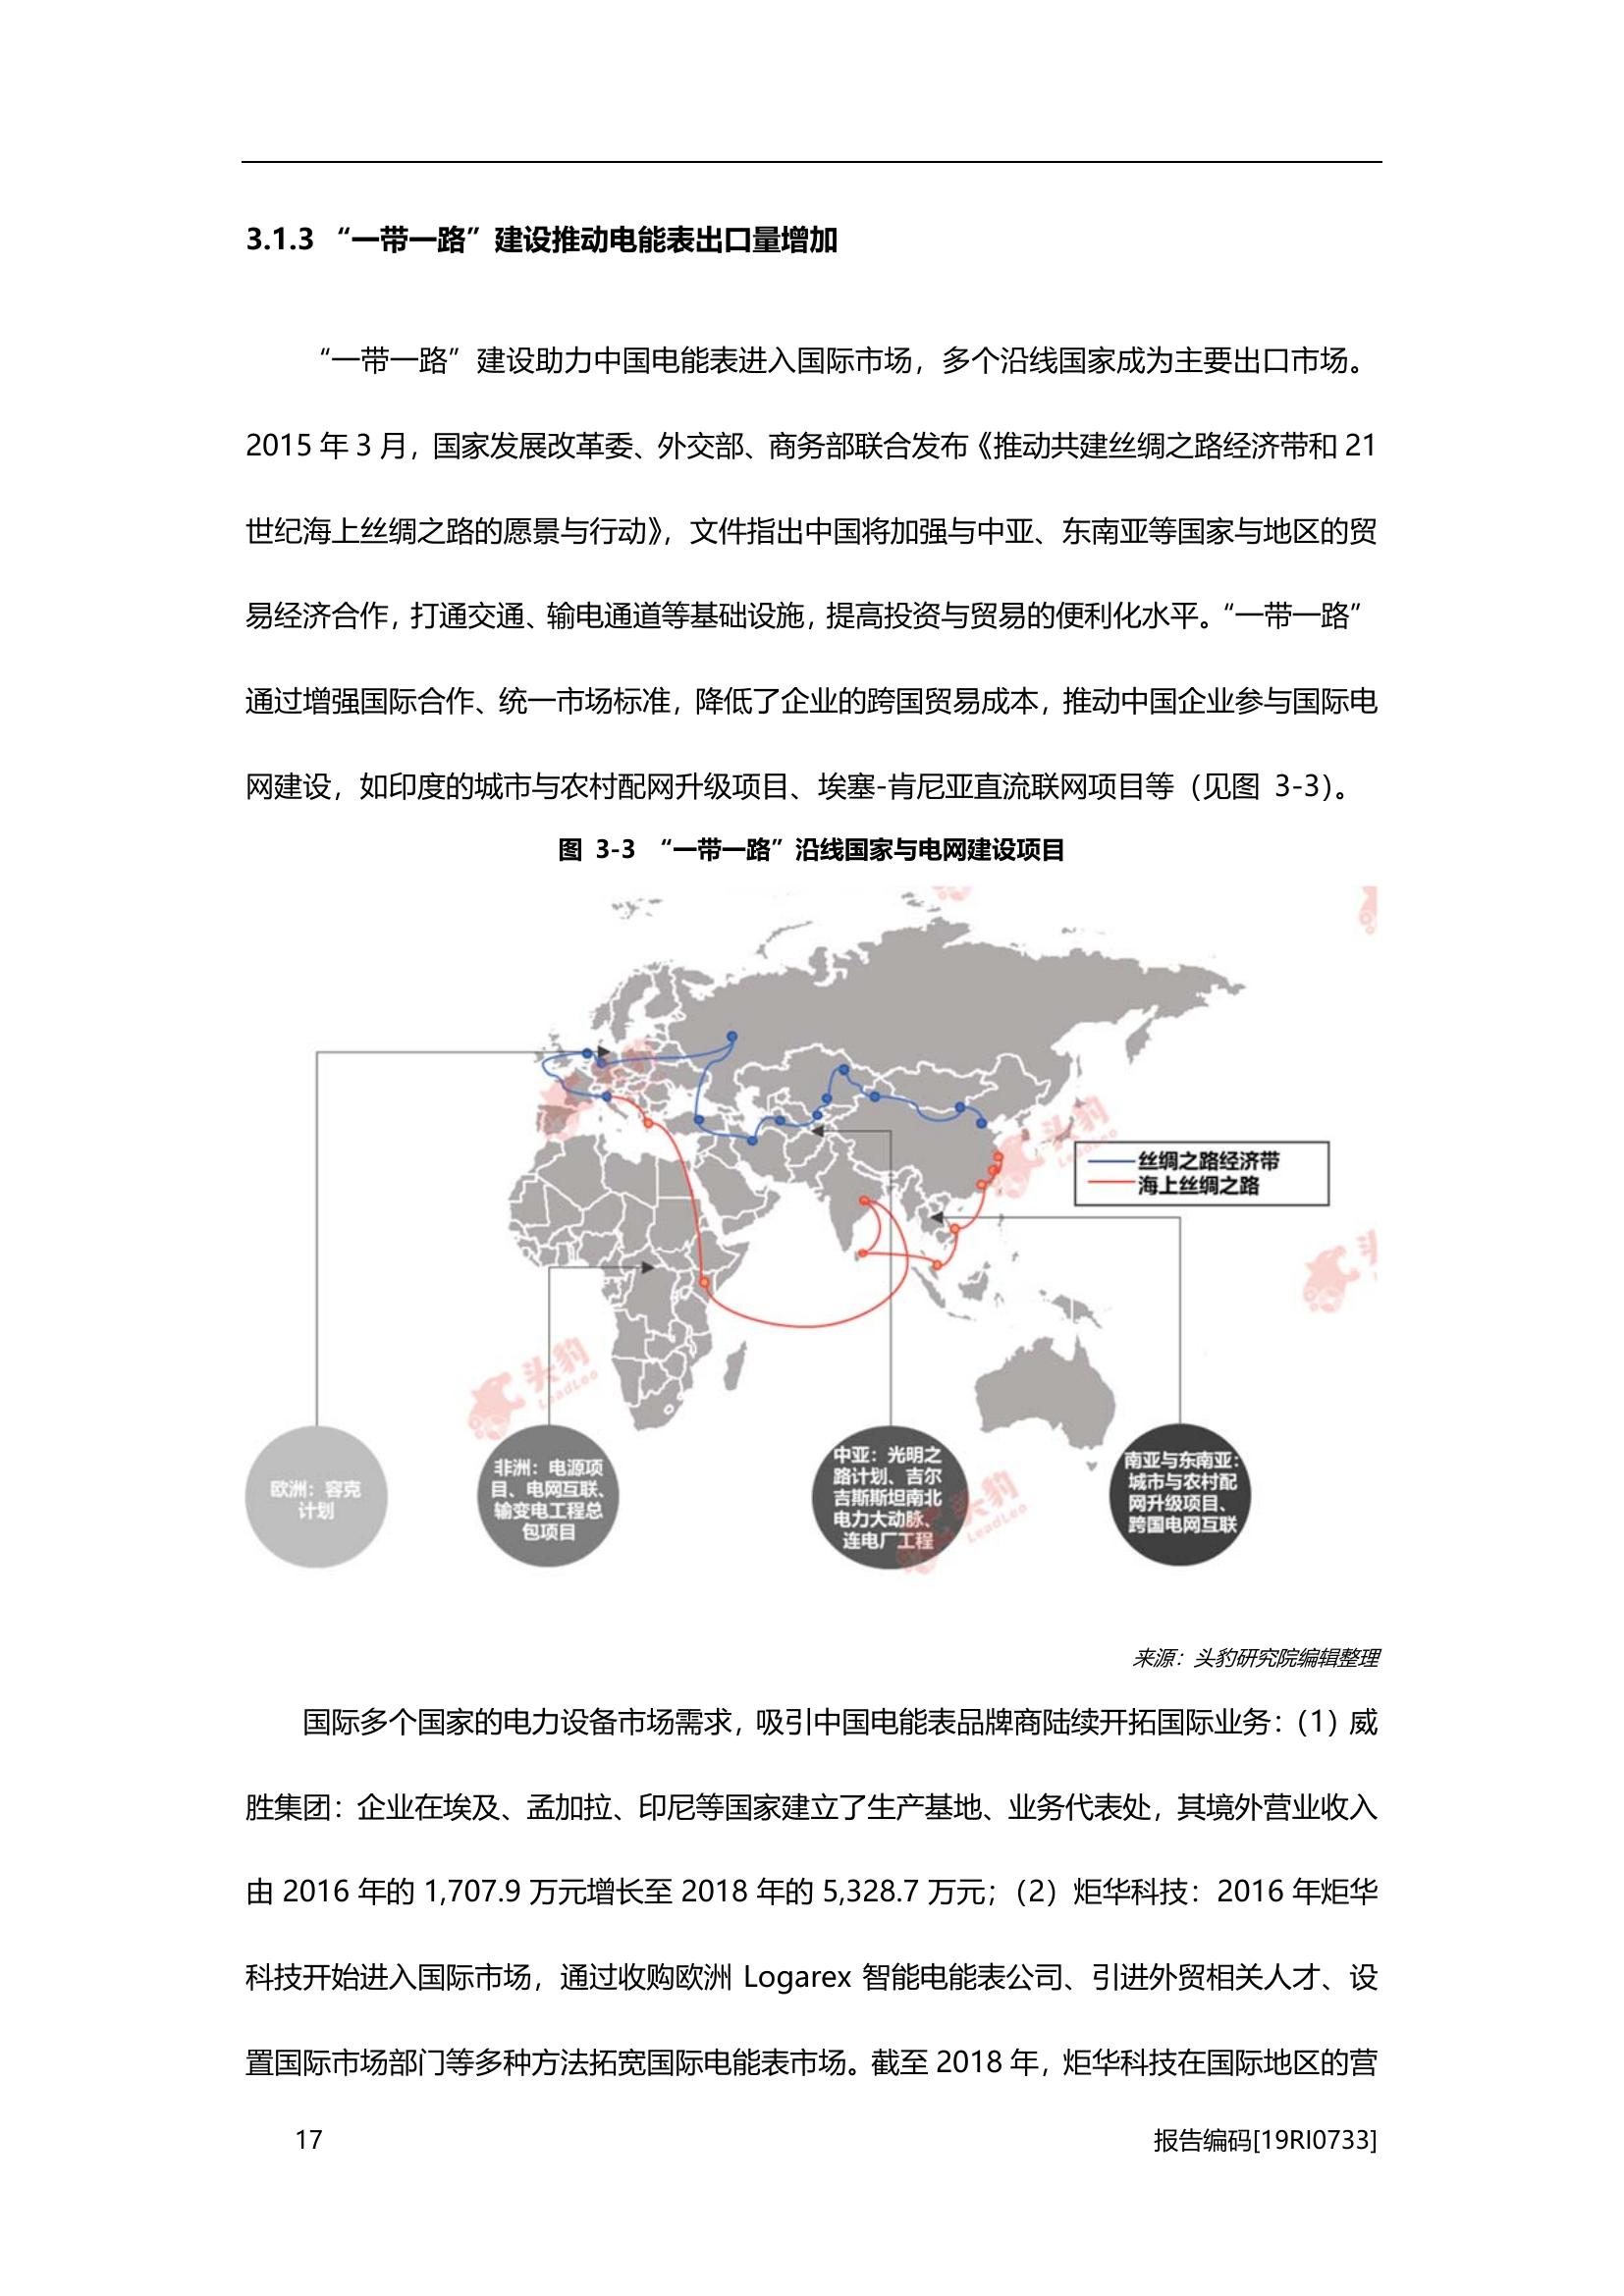 3.1.3 “一带一路”建设推动电能表出口量增加
“一带一路”建设助力中国电能表进入国际市场，多个沿线国家成为主要出口市场。
2015 年 3 月，国家发展改革委、外交部、商务部联合发布《推动共建丝绸之路经济带和 21
世纪海上丝绸之路的愿景与行动》，文件指出中国将加强与中亚、东南亚等国家与地区的贸
易经济合作，打通交通、输电通道等基础设施，提高投资与贸易的便利化水平。“一带一路”
通过增强国际合作、统一市场标准，降低了企业的跨国贸易成本，推动中国企业参与国际电
网建设，如印度的城市与农村配网升级项目、埃塞-肯尼亚直流联网项目等（见图 3-3）。
图 3-3 “一带一路”沿线国家与电网建设项目
丝绸之路经济带
海上丝绸之路
头豹
LeadLeo
头豹
LeadLeo
欧洲：容克
计划
非洲：电源项
目、电网互联、
输变电工程总
包项目
中亚：光明之
路计划、吉尔
吉斯斯坦南北
电力大动脉、
连电厂工程
头豹
LeadLeo
南亚与东南亚：
城市与农村配
网升级项目、
跨国电网互联
来源：头豹研究院编辑整理
国际多个国家的电力设备市场需求，吸引中国电能表品牌商陆续开拓国际业务：（1）威
胜集团：企业在埃及、孟加拉、印尼等国家建立了生产基地、业务代表处，其境外营业收入
由 2016 年的 1,707.9 万元增长至 2018 年的 5,328.7 万元；（2）炬华科技：2016 年炬华
科技开始进入国际市场，通过收购欧洲 Logarex 智能电能表公司、引进外贸相关人才、设
置国际市场部门等多种方法拓宽国际电能表市场。截至 2018 年，炬华科技在国际地区的营
17
报告编码[19RI0733]